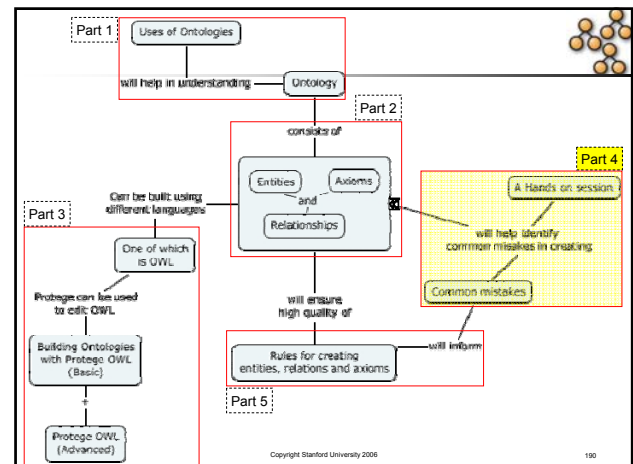 Part 1
Uses of Ontologies
will help in understanding
Ontology
Part 2
consists of
Entities
Axioms
and
Relationships
Part 4
A Hands on session
will help identify
common misakes in creating
Common mistakes
Can be built using
different languages
Part 3
One of which
is OWL
Protege can be used
to edit OWL
Building Ontologies
with Protege OWL
(Basic)
+
Protege OWL
(Advanced)
will ensure
high quality of
Rules for creating
entities, relations and axioms
will inform
Part 5
Copyright Stanford University 2006
190